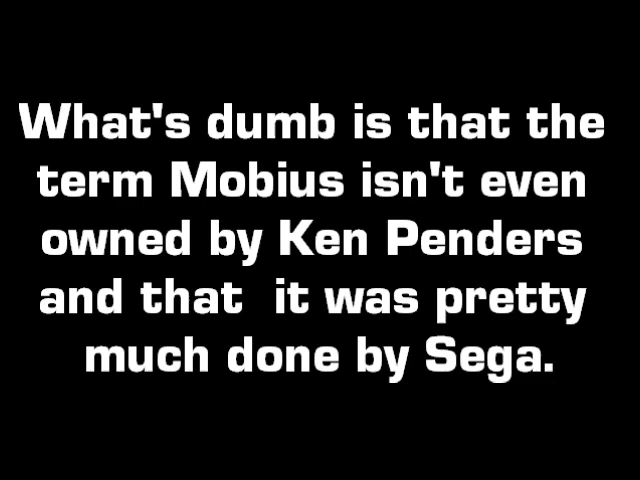 What's dumb is that the
term Mobius isn't even
owned by Ken Penders
and that  it was pretty
much done by Sega.